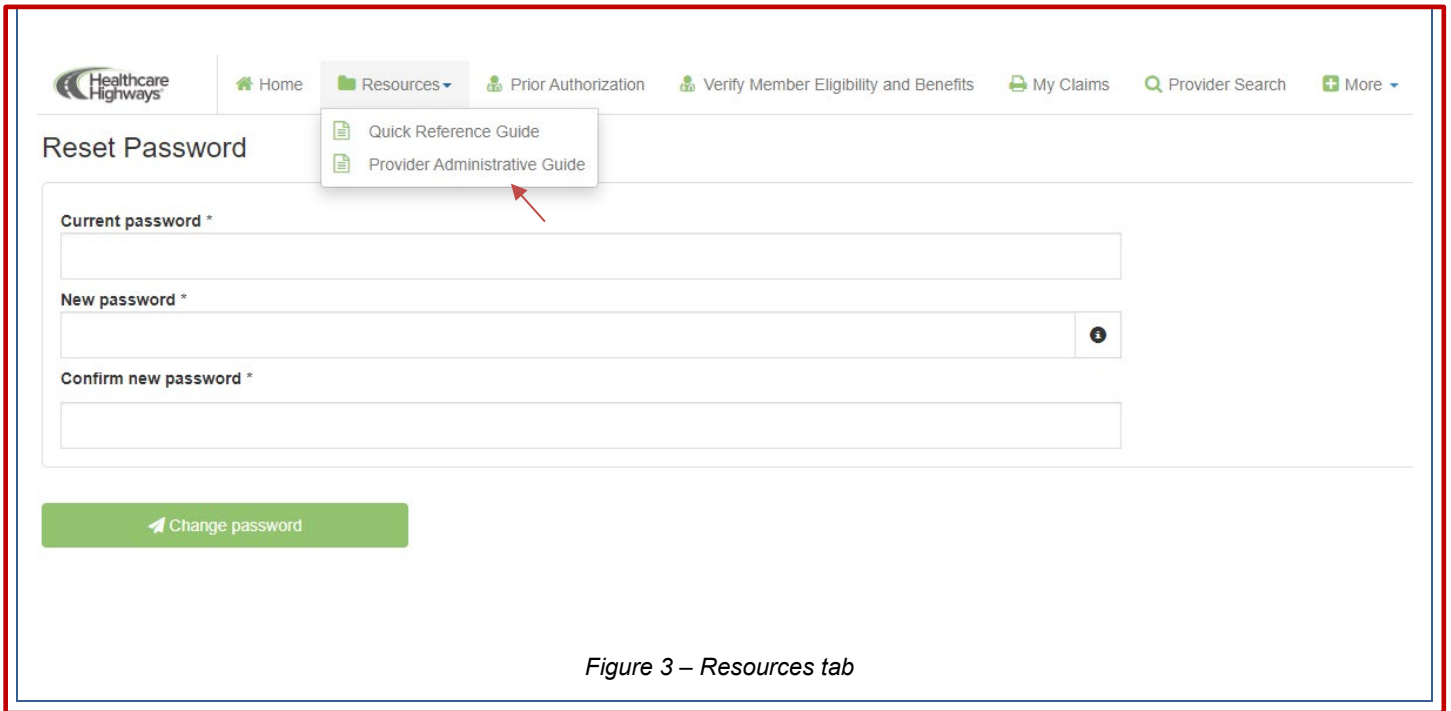 Healthcare
Highways
Home Resources Prior Authorization Verify Member Eligibility and Benefits My Claims Provider Search More
Quick Reference Guide
Provider Administrative Guide
Reset Password
Current password *
New password *
Confirm new password *
Change password
Figure 3 – Resources tab